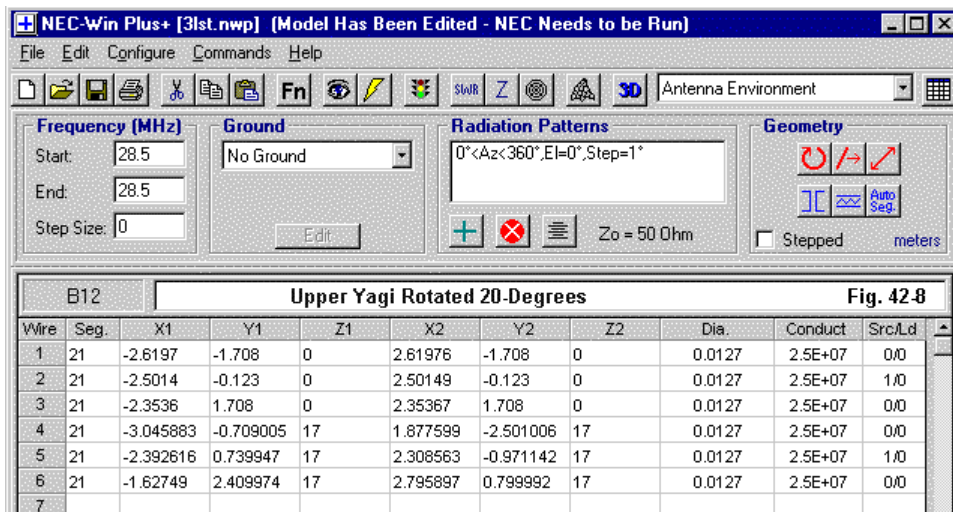 NEC-Win Plus+ [3lst.nwp] (Model Has Been Edited - NEC Needs to be Run)
File Edit Configure Commands Help
Fn SWR Z 3D Antenna Environment
Frequency (MHz) Ground Radiation Patterns Geometry
Start: 28.5 No Ground 0°<Az<360°,El=0°,Step=1°
End: 28.5
Auto Seg.
Step Size: 0 Edit Zo = 50 Ohm Stepped meters
B12 Upper Yagi Rotated 20-Degrees Fig. 42-8
Wire Seg. X1 Y1 Z1 X2 Y2 Z2 Dia. Conduct Src/Ld
1 21 -2.6197 -1.708 0 2.61976 -1.708 0 0.0127 2.5E+07 0/0
2 21 -2.5014 -0.123 0 2.50149 -0.123 0 0.0127 2.5E+07 1/0
3 21 -2.3536 1.708 0 2.35367 1.708 0 0.0127 2.5E+07 0/0
4 21 -3.045883 -0.709005 17 1.877599 -2.501006 17 0.0127 2.5E+07 0/0
5 21 -2.392616 0.739947 17 2.308563 -0.971142 17 0.0127 2.5E+07 1/0
6 21 -1.62749 2.409974 17 2.795897 0.799992 17 0.0127 2.5E+07 0/0
7